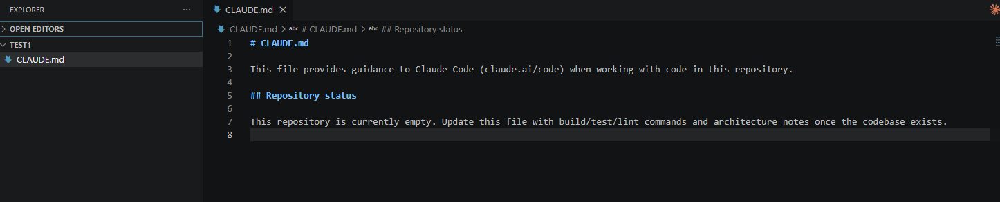 EXPLORER
···
OPEN EDITORS
TEST1
CLAUDE.md
CLAUDE.md
CLAUDE.md > abc # CLAUDE.md > abc ## Repository status
1 # CLAUDE.md
2
3 This file provides guidance to Claude Code (claude.ai/code) when working with code in this repository.
4
5 ## Repository status
6
7 This repository is currently empty. Update this file with build/test/lint commands and architecture notes once the codebase exists.
8